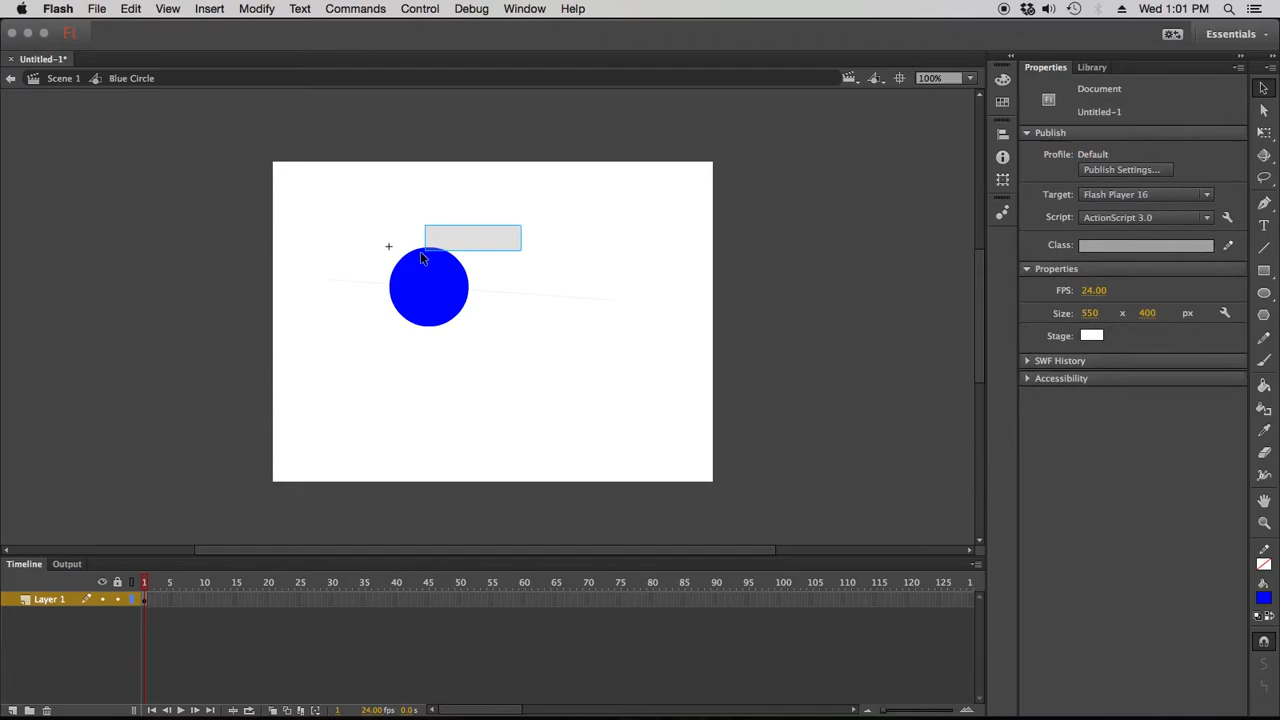 Flash File Edit View Insert Modify Text Commands Control Debug Window Help Wed 1:01 PM
Fl Essentials
× Untitled-1*
Scene 1 Blue Circle 100%
Properties Library
Document
Fl Untitled-1
Publish
Profile: Default
Publish Settings...
Target: Flash Player 16
Script: ActionScript 3.0
Class:
Properties
FPS: 24.00
Size: 550 x 400 px
Stage:
SWF History
Accessibility
Timeline Output
1 5 10 15 20 25 30 35 40 45 50 55 60 65 70 75 80 85 90 95 100 105 110 115 120 125 1
Layer 1
1 24.00 fps 0.0 s